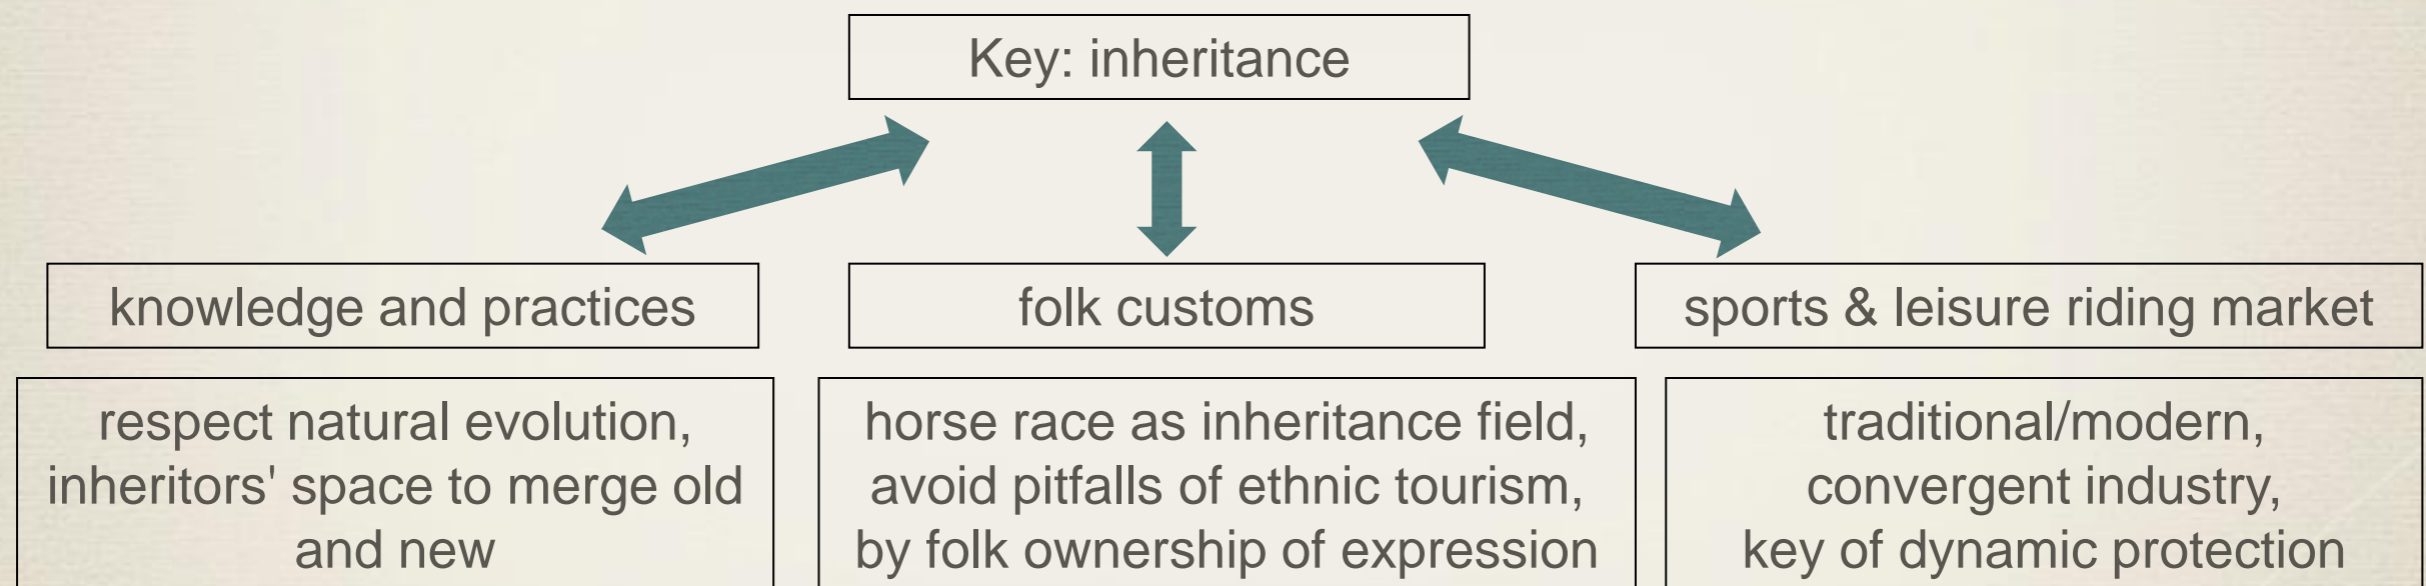 Key: inheritance
knowledge and practices
folk customs
sports & leisure riding market
respect natural evolution,
inheritors' space to merge old
and new
horse race as inheritance field,
avoid pitfalls of ethnic tourism,
by folk ownership of expression
traditional/modern,
convergent industry,
key of dynamic protection